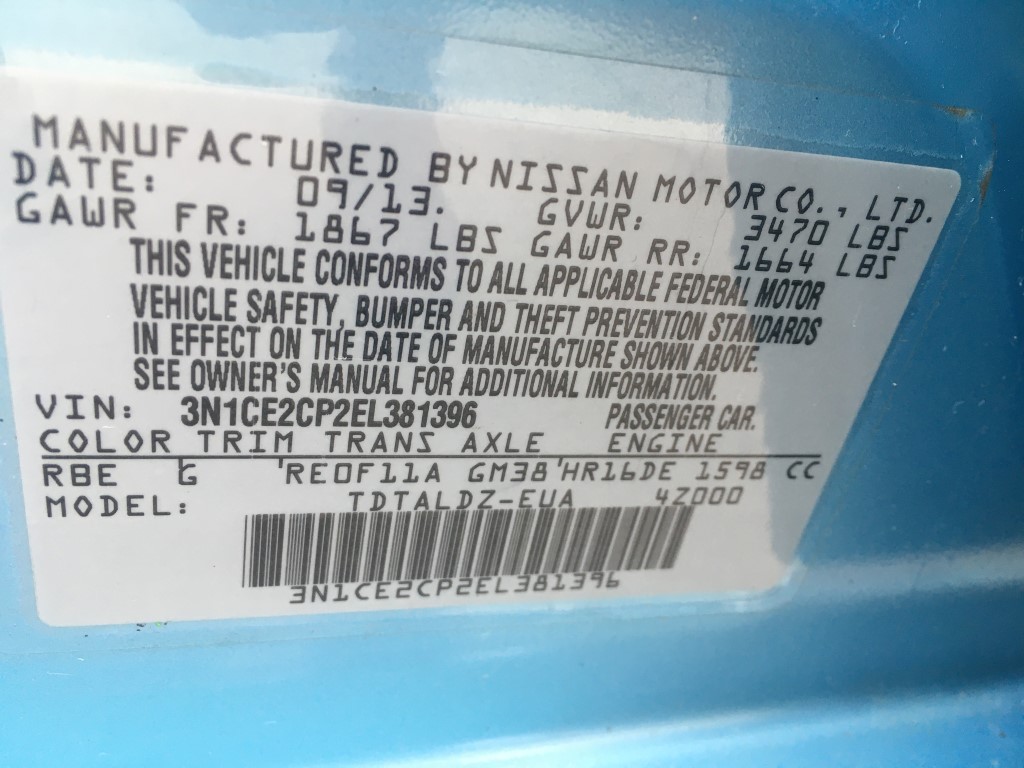 MANUFACTURED BY NISSAN MOTOR CO., LTD.
DATE: 09/13. GVWR: 3470 LBS
GAWR FR: 1867 LBS GAWR RR: 1664 LBS
THIS VEHICLE CONFORMS TO ALL APPLICABLE FEDERAL MOTOR
VEHICLE SAFETY, BUMPER AND THEFT PREVENTION STANDARDS
IN EFFECT ON THE DATE OF MANUFACTURE SHOWN ABOVE.
SEE OWNER'S MANUAL FOR ADDITIONAL INFORMATION.
VIN: 3N1CE2CP2EL381396 PASSENGER CAR.
COLOR TRIM TRANS AXLE ENGINE
RBE G RE0F11A GM38 HR16DE 1598 CC
MODEL: TDTALDZ-EUA 4Z000
3N1CE2CP2EL381396